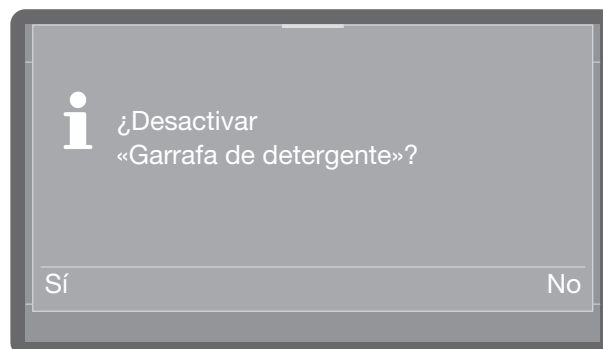 ¿Desactivar
«Garrafa de detergente»?
Sí
No